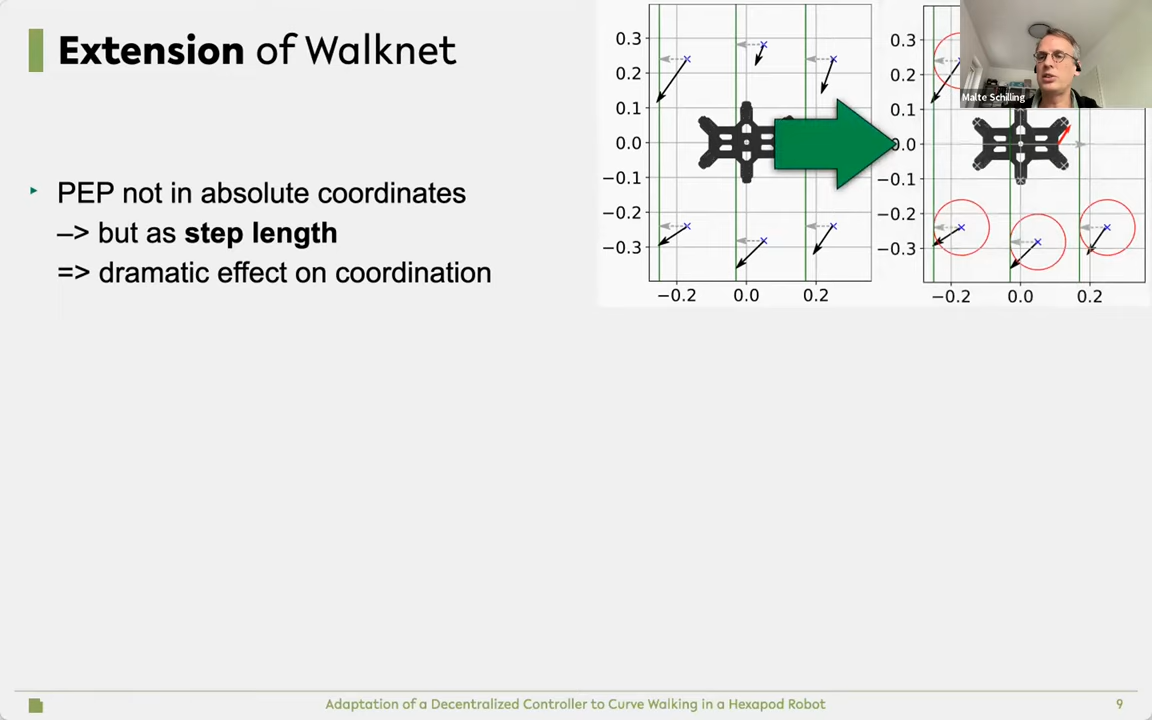 Extension of Walknet
‣ PEP not in absolute coordinates
–> but as step length
=> dramatic effect on coordination
0.3
0.2
0.1
0.0
−0.1
−0.2
−0.3
−0.2 0.0 0.2
0.3
0.2
0.1
0.0
−0.1
−0.2
−0.3
−0.2 0.0 0.2
Malte Schilling
Adaptation of a Decentralized Controller to Curve Walking in a Hexapod Robot
9